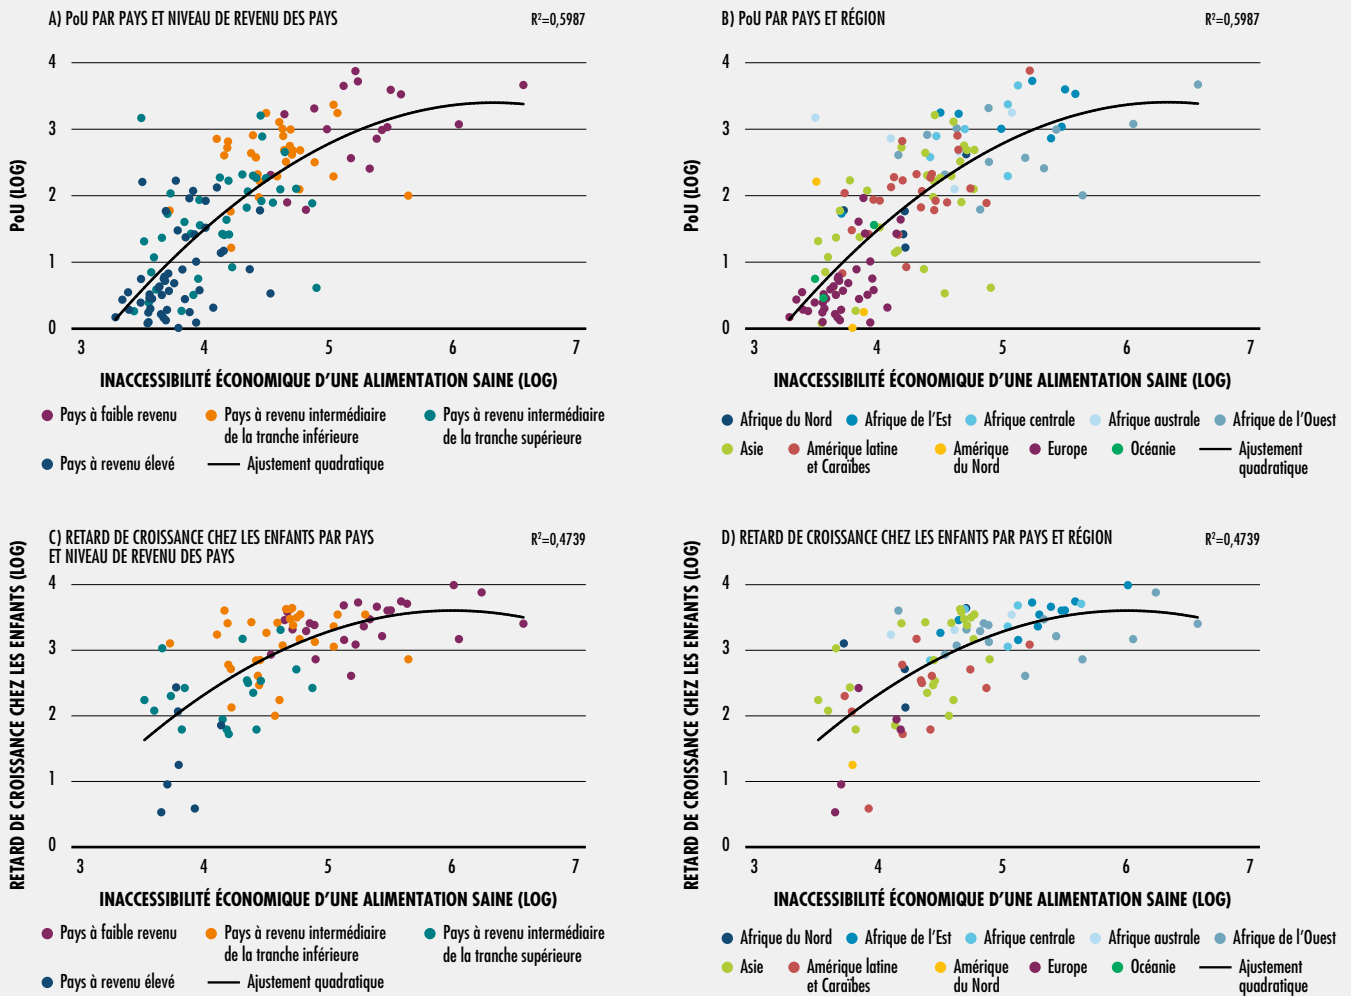 A) PoU PAR PAYS ET NIVEAU DE REVENU DES PAYS
R²=0,5987
PoU (LOG)
4
3
2
1
0
3 4 5 6 7
INACCESSIBILITÉ ÉCONOMIQUE D'UNE ALIMENTATION SAINE (LOG)
Pays à faible revenu
Pays à revenu intermédiaire
de la tranche inférieure
Pays à revenu intermédiaire
de la tranche supérieure
Pays à revenu élevé
Ajustement quadratique
B) PoU PAR PAYS ET RÉGION
R²=0,5987
PoU (LOG)
4
3
2
1
0
3 4 5 6 7
INACCESSIBILITÉ ÉCONOMIQUE D'UNE ALIMENTATION SAINE (LOG)
Afrique du Nord
Afrique de l'Est
Afrique centrale
Afrique australe
Afrique de l'Ouest
Asie
Amérique latine
et Caraïbes
Amérique
du Nord
Europe
Océanie
Ajustement
quadratique
C) RETARD DE CROISSANCE CHEZ LES ENFANTS PAR PAYS
ET NIVEAU DE REVENU DES PAYS
R²=0,4739
RETARD DE CROISSANCE CHEZ LES ENFANTS (LOG)
4
3
2
1
0
3 4 5 6 7
INACCESSIBILITÉ ÉCONOMIQUE D'UNE ALIMENTATION SAINE (LOG)
Pays à faible revenu
Pays à revenu intermédiaire
de la tranche inférieure
Pays à revenu intermédiaire
de la tranche supérieure
Pays à revenu élevé
Ajustement quadratique
D) RETARD DE CROISSANCE CHEZ LES ENFANTS PAR PAYS ET RÉGION
R²=0,4739
RETARD DE CROISSANCE CHEZ LES ENFANTS (LOG)
4
3
2
1
0
3 4 5 6 7
INACCESSIBILITÉ ÉCONOMIQUE D'UNE ALIMENTATION SAINE (LOG)
Afrique du Nord
Afrique de l'Est
Afrique centrale
Afrique australe
Afrique de l'Ouest
Asie
Amérique latine
et Caraïbes
Amérique
du Nord
Europe
Océanie
Ajustement
quadratique